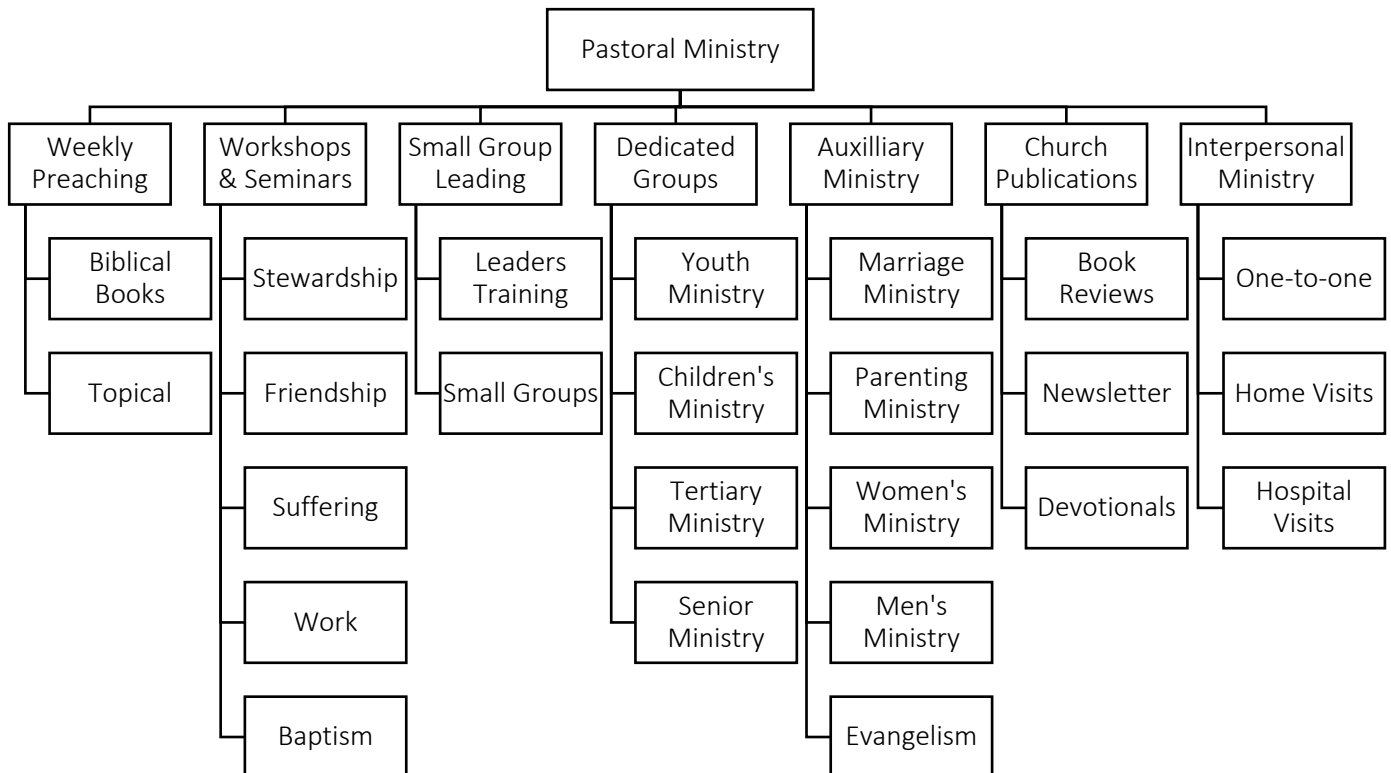 Pastoral Ministry
Weekly
Preaching
Biblical
Books
Topical
Workshops
& Seminars
Stewardship
Friendship
Suffering
Work
Baptism
Small Group
Leading
Leaders
Training
Small Groups
Dedicated
Groups
Youth
Ministry
Children's
Ministry
Tertiary
Ministry
Senior
Ministry
Auxilliary
Ministry
Marriage
Ministry
Parenting
Ministry
Women's
Ministry
Men's
Ministry
Evangelism
Church
Publications
Book
Reviews
Newsletter
Devotionals
Interpersonal
Ministry
One-to-one
Home Visits
Hospital
Visits